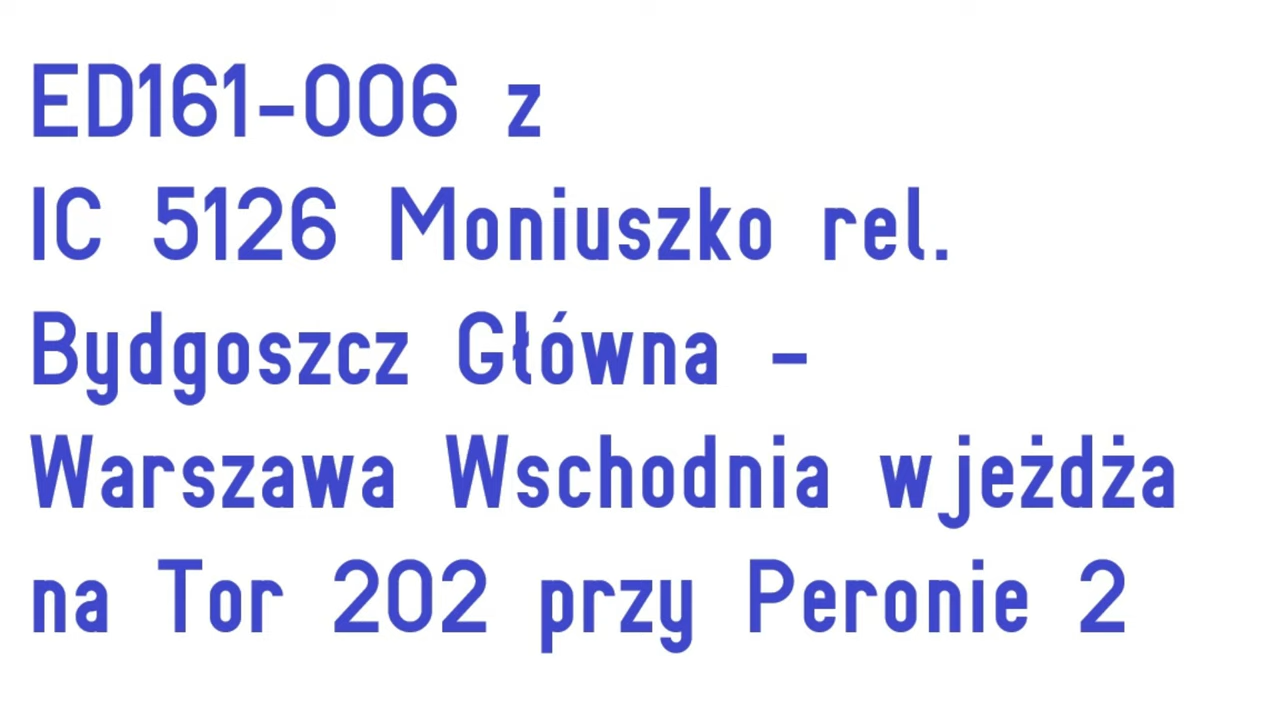 ED161-006 z
IC 5126 Moniuszko rel.
Bydgoszcz Główna -
Warszawa Wschodnia wjeżdża
na Tor 202 przy Peronie 2